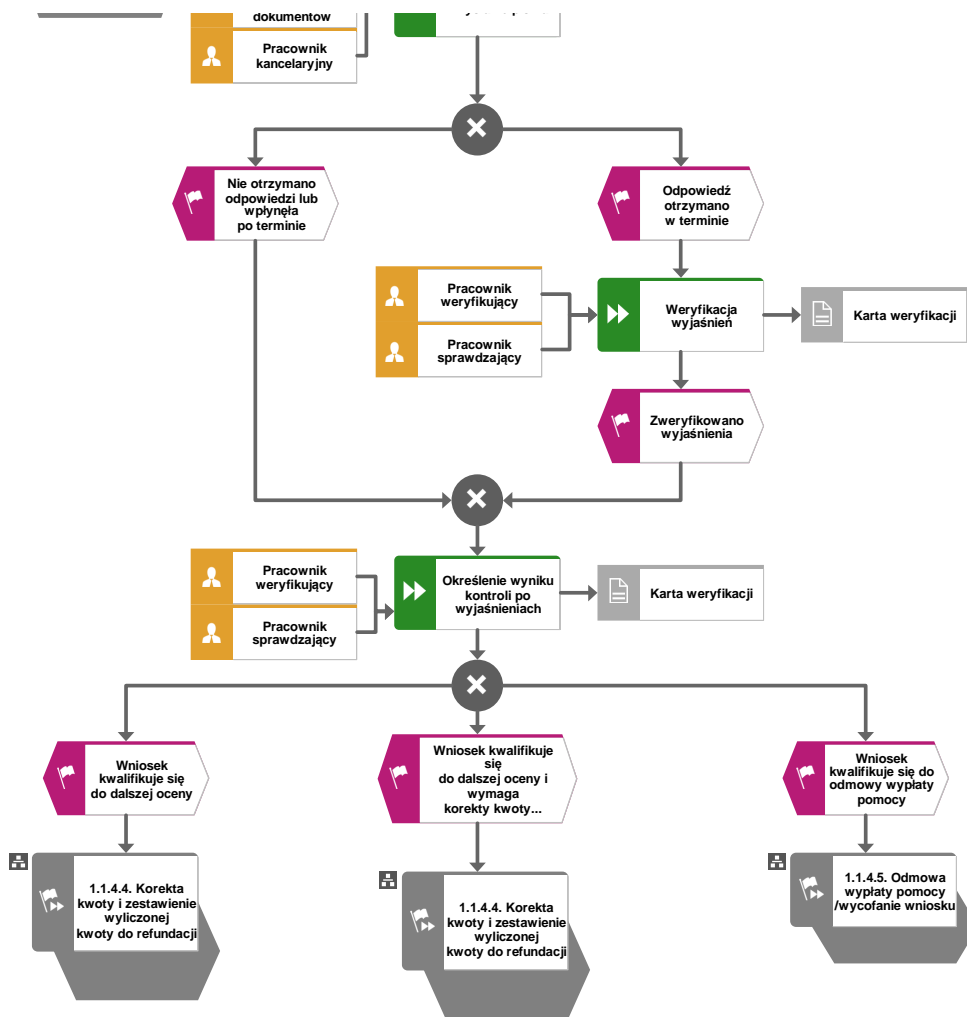 dokumentów
Pracownik
kancelaryjny
Nie otrzymano
odpowiedzi lub
wpłynęła
po terminie
Odpowiedź
otrzymano
w terminie
Pracownik
weryfikujący
Pracownik
sprawdzający
Weryfikacja
wyjaśnień
Karta weryfikacji
Zweryfikowano
wyjaśnienia
Pracownik
weryfikujący
Pracownik
sprawdzający
Określenie wyniku
kontroli po
wyjaśnieniach
Karta weryfikacji
Wniosek
kwalifikuje się
do dalszej oceny
Wniosek kwalifikuje
się
do dalszej oceny i
wymaga
korekty kwoty...
Wniosek
kwalifikuje się do
odmowy wypłaty
pomocy
1.1.4.4. Korekta
kwoty i zestawienie
wyliczonej
kwoty do refundacji
1.1.4.4. Korekta
kwoty i zestawienie
wyliczonej
kwoty do refundacji
1.1.4.5. Odmowa
wypłaty pomocy
/wycofanie wniosku